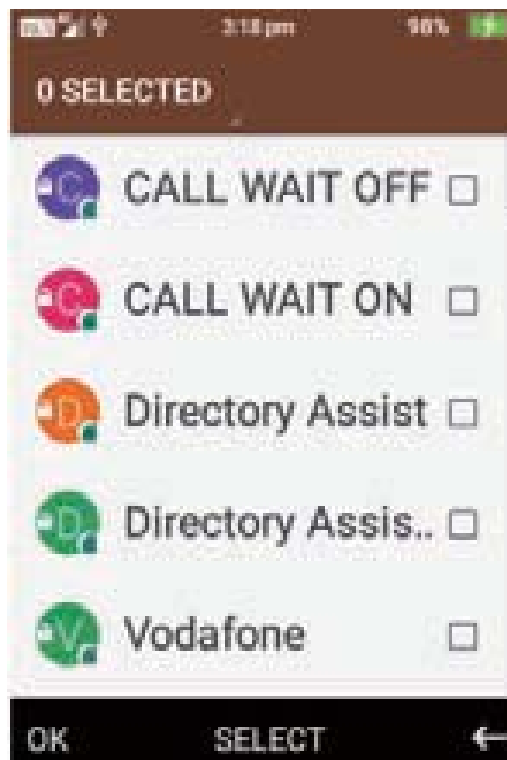 3:18 pm 98%
0 SELECTED
C CALL WAIT OFF
C CALL WAIT ON
D Directory Assist
D Directory Assis..
V Vodafone
OK SELECT